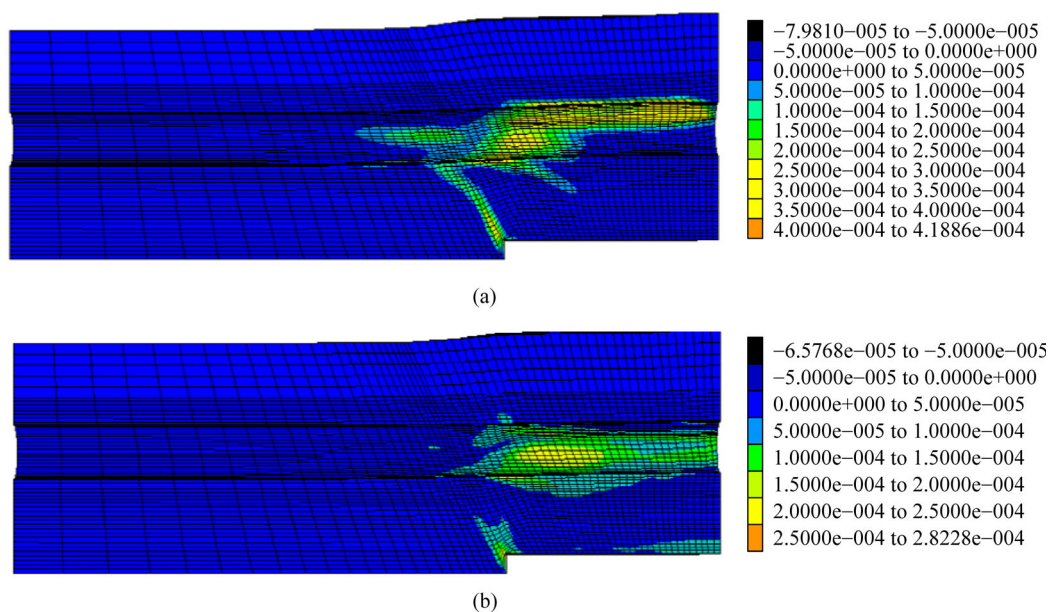 −7.9810−005 to −5.0000e−005
−5.0000e−005 to 0.0000e+000
0.0000e+000 to 5.0000e−005
5.0000e−005 to 1.0000e−004
1.0000e−004 to 1.5000e−004
1.5000e−004 to 2.0000e−004
2.0000e−004 to 2.5000e−004
2.5000e−004 to 3.0000e−004
3.0000e−004 to 3.5000e−004
3.5000e−004 to 4.0000e−004
4.0000e−004 to 4.1886e−004
(a)
−6.5768e−005 to −5.0000e−005
−5.0000e−005 to 0.0000e+000
0.0000e+000 to 5.0000e−005
5.0000e−005 to 1.0000e−004
1.0000e−004 to 1.5000e−004
1.5000e−004 to 2.0000e−004
2.0000e−004 to 2.5000e−004
2.5000e−004 to 2.8228e−004
(b)